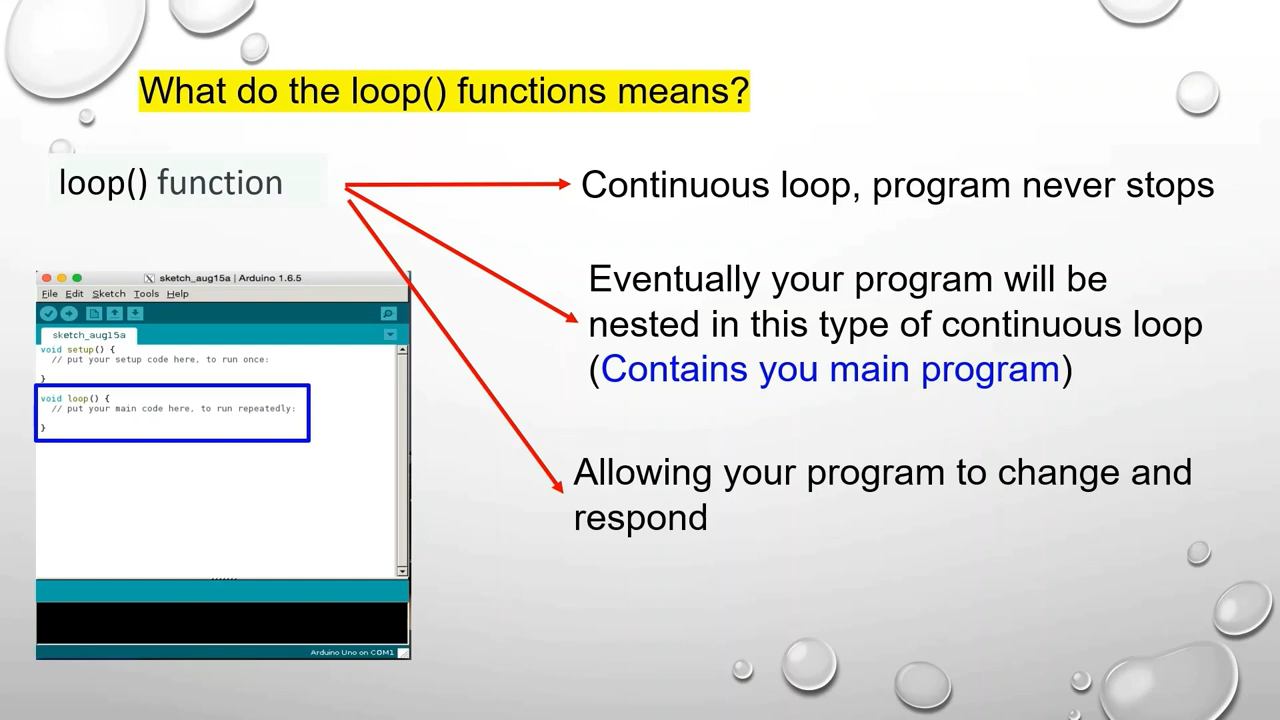 What do the loop() functions means?
loop() function
Continuous loop, program never stops
Eventually your program will be
nested in this type of continuous loop
(Contains you main program)
Allowing your program to change and
respond
sketch_aug15a | Arduino 1.6.5
File Edit Sketch Tools Help
sketch_aug15a
void setup() {
// put your setup code here, to run once:
}
void loop() {
// put your main code here, to run repeatedly:
}
Arduino Uno on COM1